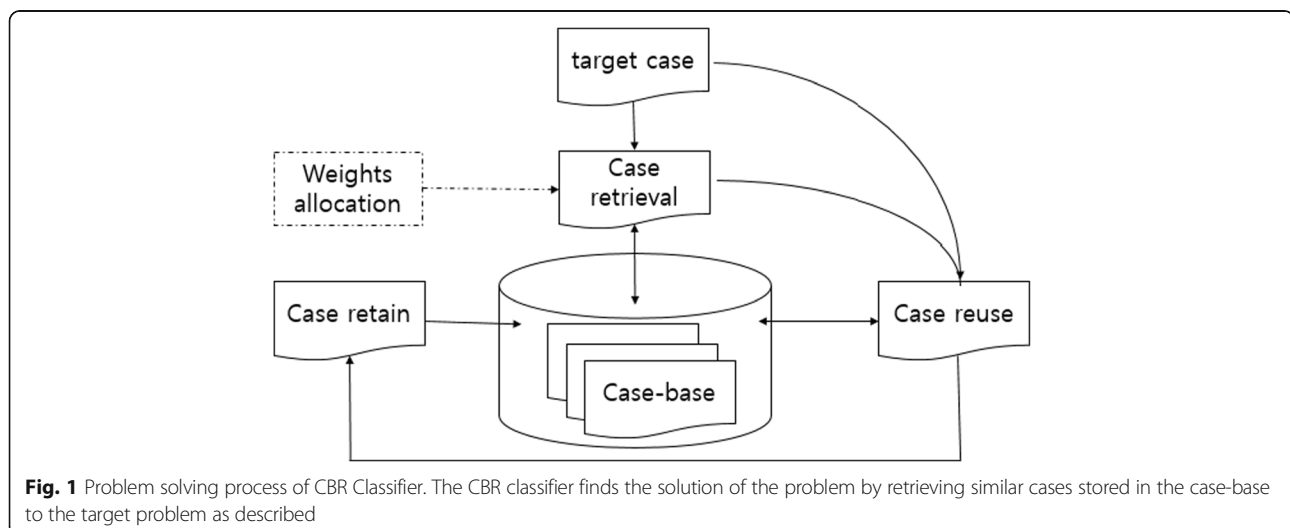 target case
Weights
allocation
Case
retrieval
Case retain
Case reuse
Case-base
Fig. 1 Problem solving process of CBR Classifier. The CBR classifier finds the solution of the problem by retrieving similar cases stored in the case-base
to the target problem as described